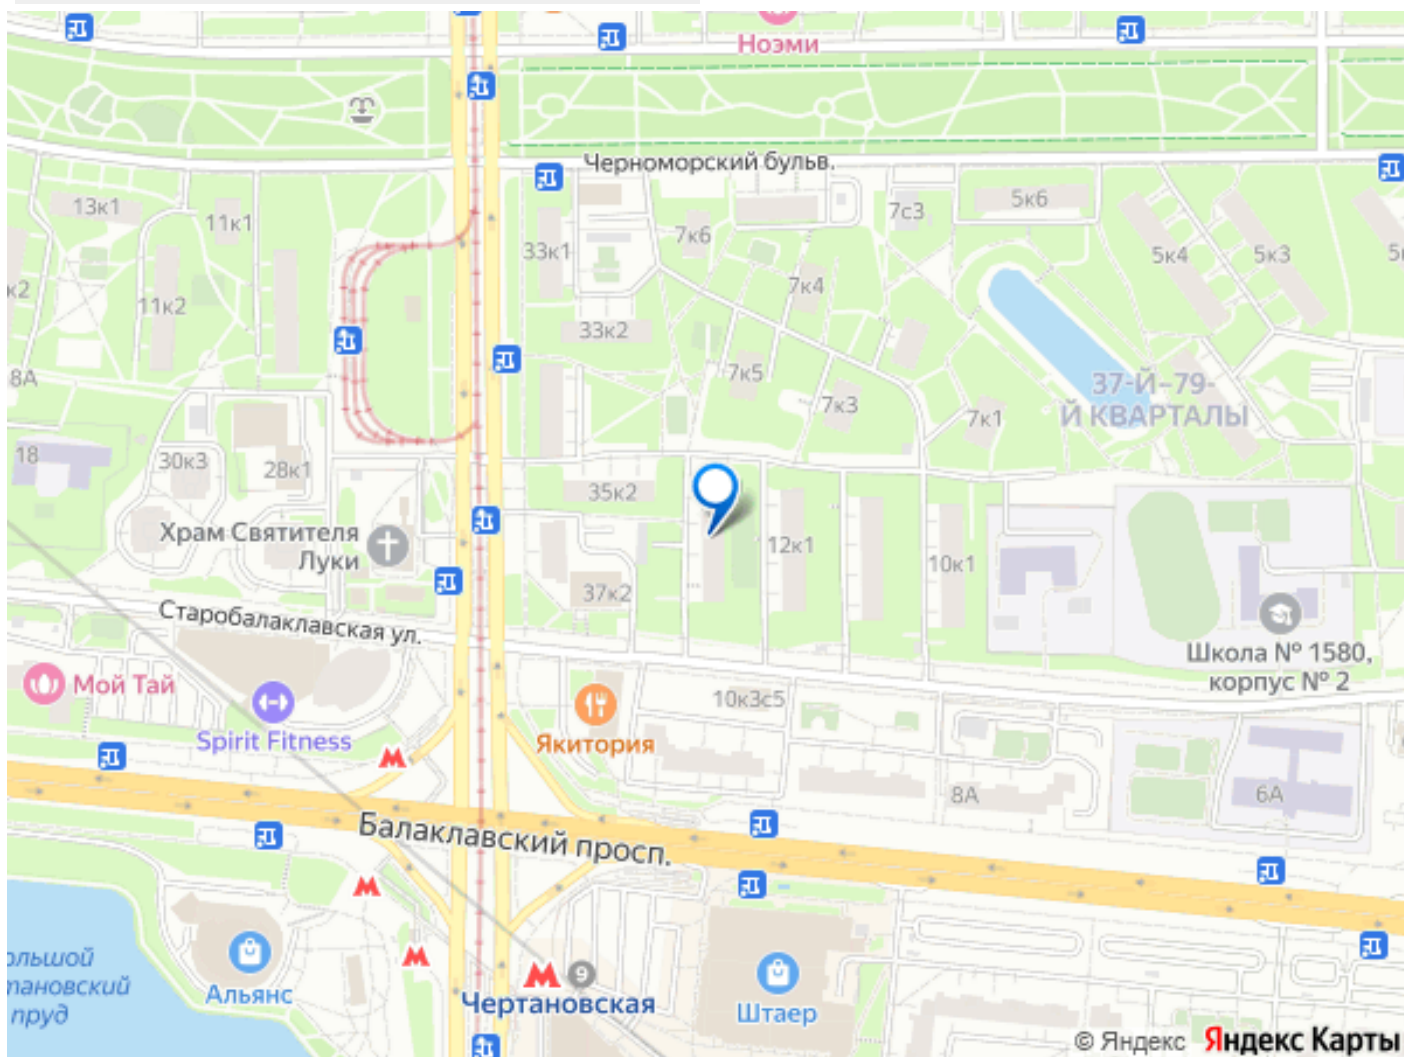 Ноэми
Черноморский бульв.
13к1
11к1
7к6
7с3
5к6
33к1
5к4
5к3
к2
11к2
7к4
33к2
8А
7к5
37-Й-79-
Й КВАРТАЛЫ
7к3
7к1
18
30к3
28к1
35к2
Храм Святителя
Луки
12к1
10к1
37к2
Старобалаклавская ул.
Школа № 1580,
корпус № 2
Мой Тай
10к3с5
Spirit Fitness
Якитория
8А
6А
Балаклавский просп.
ольшой
тановский
пруд
Альянс
9
Чертановская
Штаер
© Яндекс Яндекс Карты